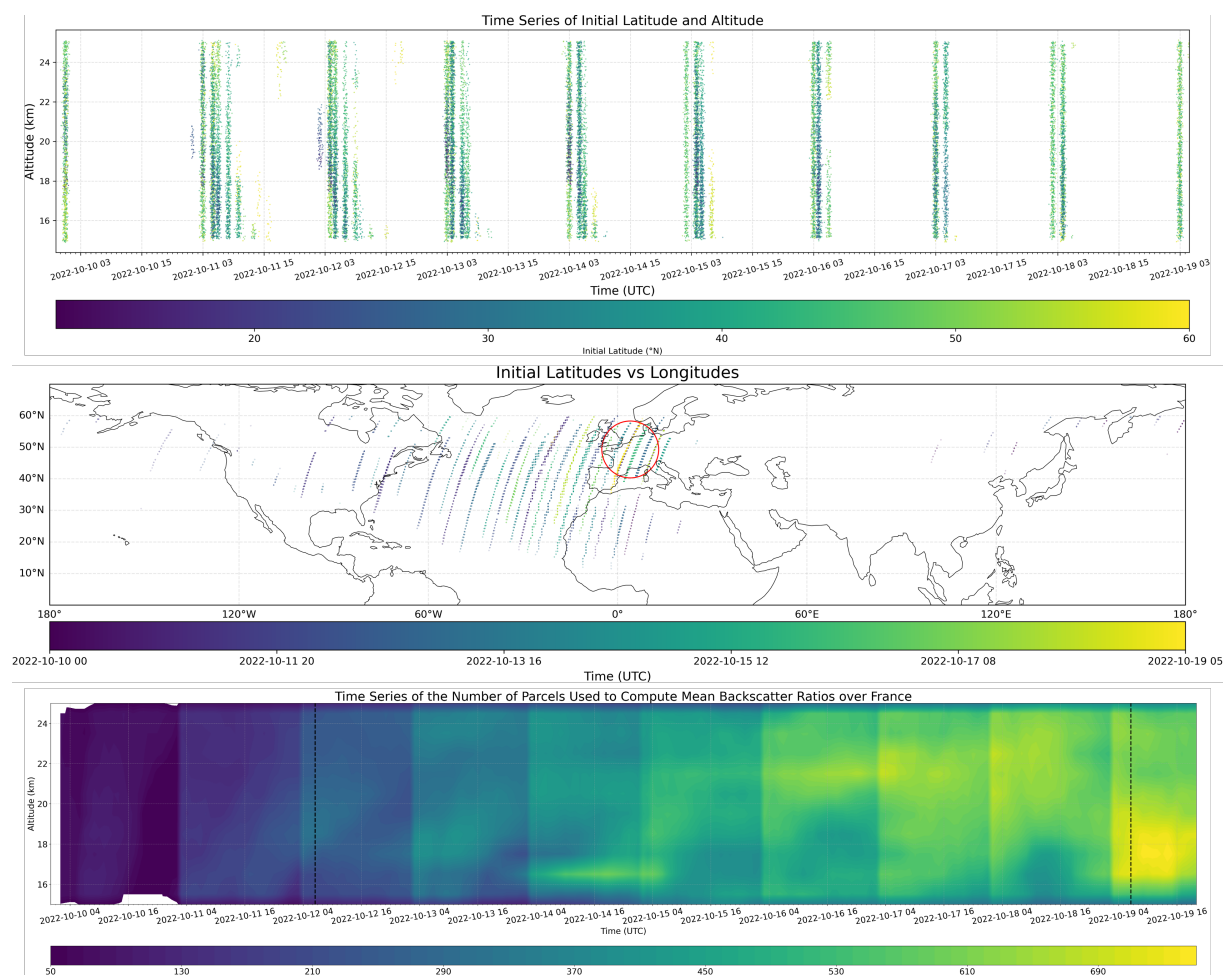 Time Series of Initial Latitude and Altitude
Altitude (km)
24
22
20
18
16
2022-10-10 03 2022-10-10 15 2022-10-11 03 2022-10-11 15 2022-10-12 03 2022-10-12 15 2022-10-13 03 2022-10-13 15 2022-10-14 03 2022-10-14 15 2022-10-15 03 2022-10-15 15 2022-10-16 03 2022-10-16 15 2022-10-17 03 2022-10-17 15 2022-10-18 03 2022-10-18 15 2022-10-19 03
Time (UTC)
20 30 40 50 60
Initial Latitude (°N)
Initial Latitudes vs Longitudes
60°N
50°N
40°N
30°N
20°N
10°N
180° 120°W 60°W 0° 60°E 120°E 180°
2022-10-10 00 2022-10-11 20 2022-10-13 16 2022-10-15 12 2022-10-17 08 2022-10-19 05
Time (UTC)
Time Series of the Number of Parcels Used to Compute Mean Backscatter Ratios over France
Altitude (km)
24
22
20
18
16
2022-10-10 04 2022-10-10 16 2022-10-11 04 2022-10-11 16 2022-10-12 04 2022-10-12 16 2022-10-13 04 2022-10-13 16 2022-10-14 04 2022-10-14 16 2022-10-15 04 2022-10-15 16 2022-10-16 04 2022-10-16 16 2022-10-17 04 2022-10-17 16 2022-10-18 04 2022-10-18 16 2022-10-19 04 2022-10-19 16
Time (UTC)
50 130 210 290 370 450 530 610 690